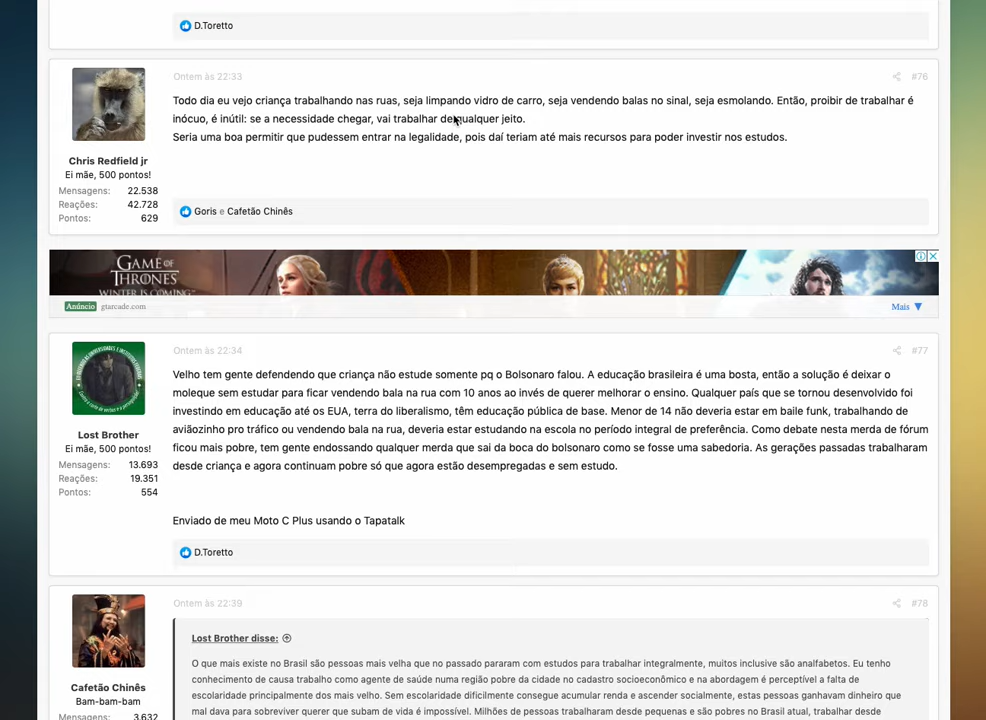 D.Toretto
Ontem às 22:33
#76
Todo dia eu vejo criança trabalhando nas ruas, seja limpando vidro de carro, seja vendendo balas no sinal, seja esmolando. Então, proibir de trabalhar é
inócuo, é inútil: se a necessidade chegar, vai trabalhar de qualquer jeito.
Seria uma boa permitir que pudessem entrar na legalidade, pois daí teriam até mais recursos para poder investir nos estudos.
Chris Redfield jr
Ei mãe, 500 pontos!
Mensagens: 22.538
Reações: 42.728
Pontos: 629
Goris e Cafetão Chinês
GAME OF
THRONES
WINTER IS COMING
Anúncio gtarcade.com
Mais
Ontem às 22:34
#77
Velho tem gente defendendo que criança não estude somente pq o Bolsonaro falou. A educação brasileira é uma bosta, então a solução é deixar o
moleque sem estudar para ficar vendendo bala na rua com 10 anos ao invés de querer melhorar o ensino. Qualquer país que se tornou desenvolvido foi
investindo em educação até os EUA, terra do liberalismo, têm educação pública de base. Menor de 14 não deveria estar em baile funk, trabalhando de
aviãozinho pro tráfico ou vendendo bala na rua, deveria estar estudando na escola no período integral de preferência. Como debate nesta merda de fórum
ficou mais pobre, tem gente endossando qualquer merda que sai da boca do bolsonaro como se fosse uma sabedoria. As gerações passadas trabalharam
desde criança e agora continuam pobre só que agora estão desempregadas e sem estudo.
Lost Brother
Ei mãe, 500 pontos!
Mensagens: 13.693
Reações: 19.351
Pontos: 554
Enviado de meu Moto C Plus usando o Tapatalk
D.Toretto
Ontem às 22:39
#78
Lost Brother disse:
O que mais existe no Brasil são pessoas mais velha que no passado pararam com estudos para trabalhar integralmente, muitos inclusive são analfabetos. Eu tenho
conhecimento de causa trabalho como agente de saúde numa região pobre da cidade no cadastro socioeconômico e na abordagem é perceptível a falta de
escolaridade principalmente dos mais velho. Sem escolaridade dificilmente consegue acumular renda e ascender socialmente, estas pessoas ganhavam dinheiro que
mal dava para sobreviver querer que subam de vida é impossível. Milhões de pessoas trabalharam desde pequenas e são pobres no Brasil atual, trabalhar desde
Cafetão Chinês
Bam-bam-bam
Mensagens: 3.632